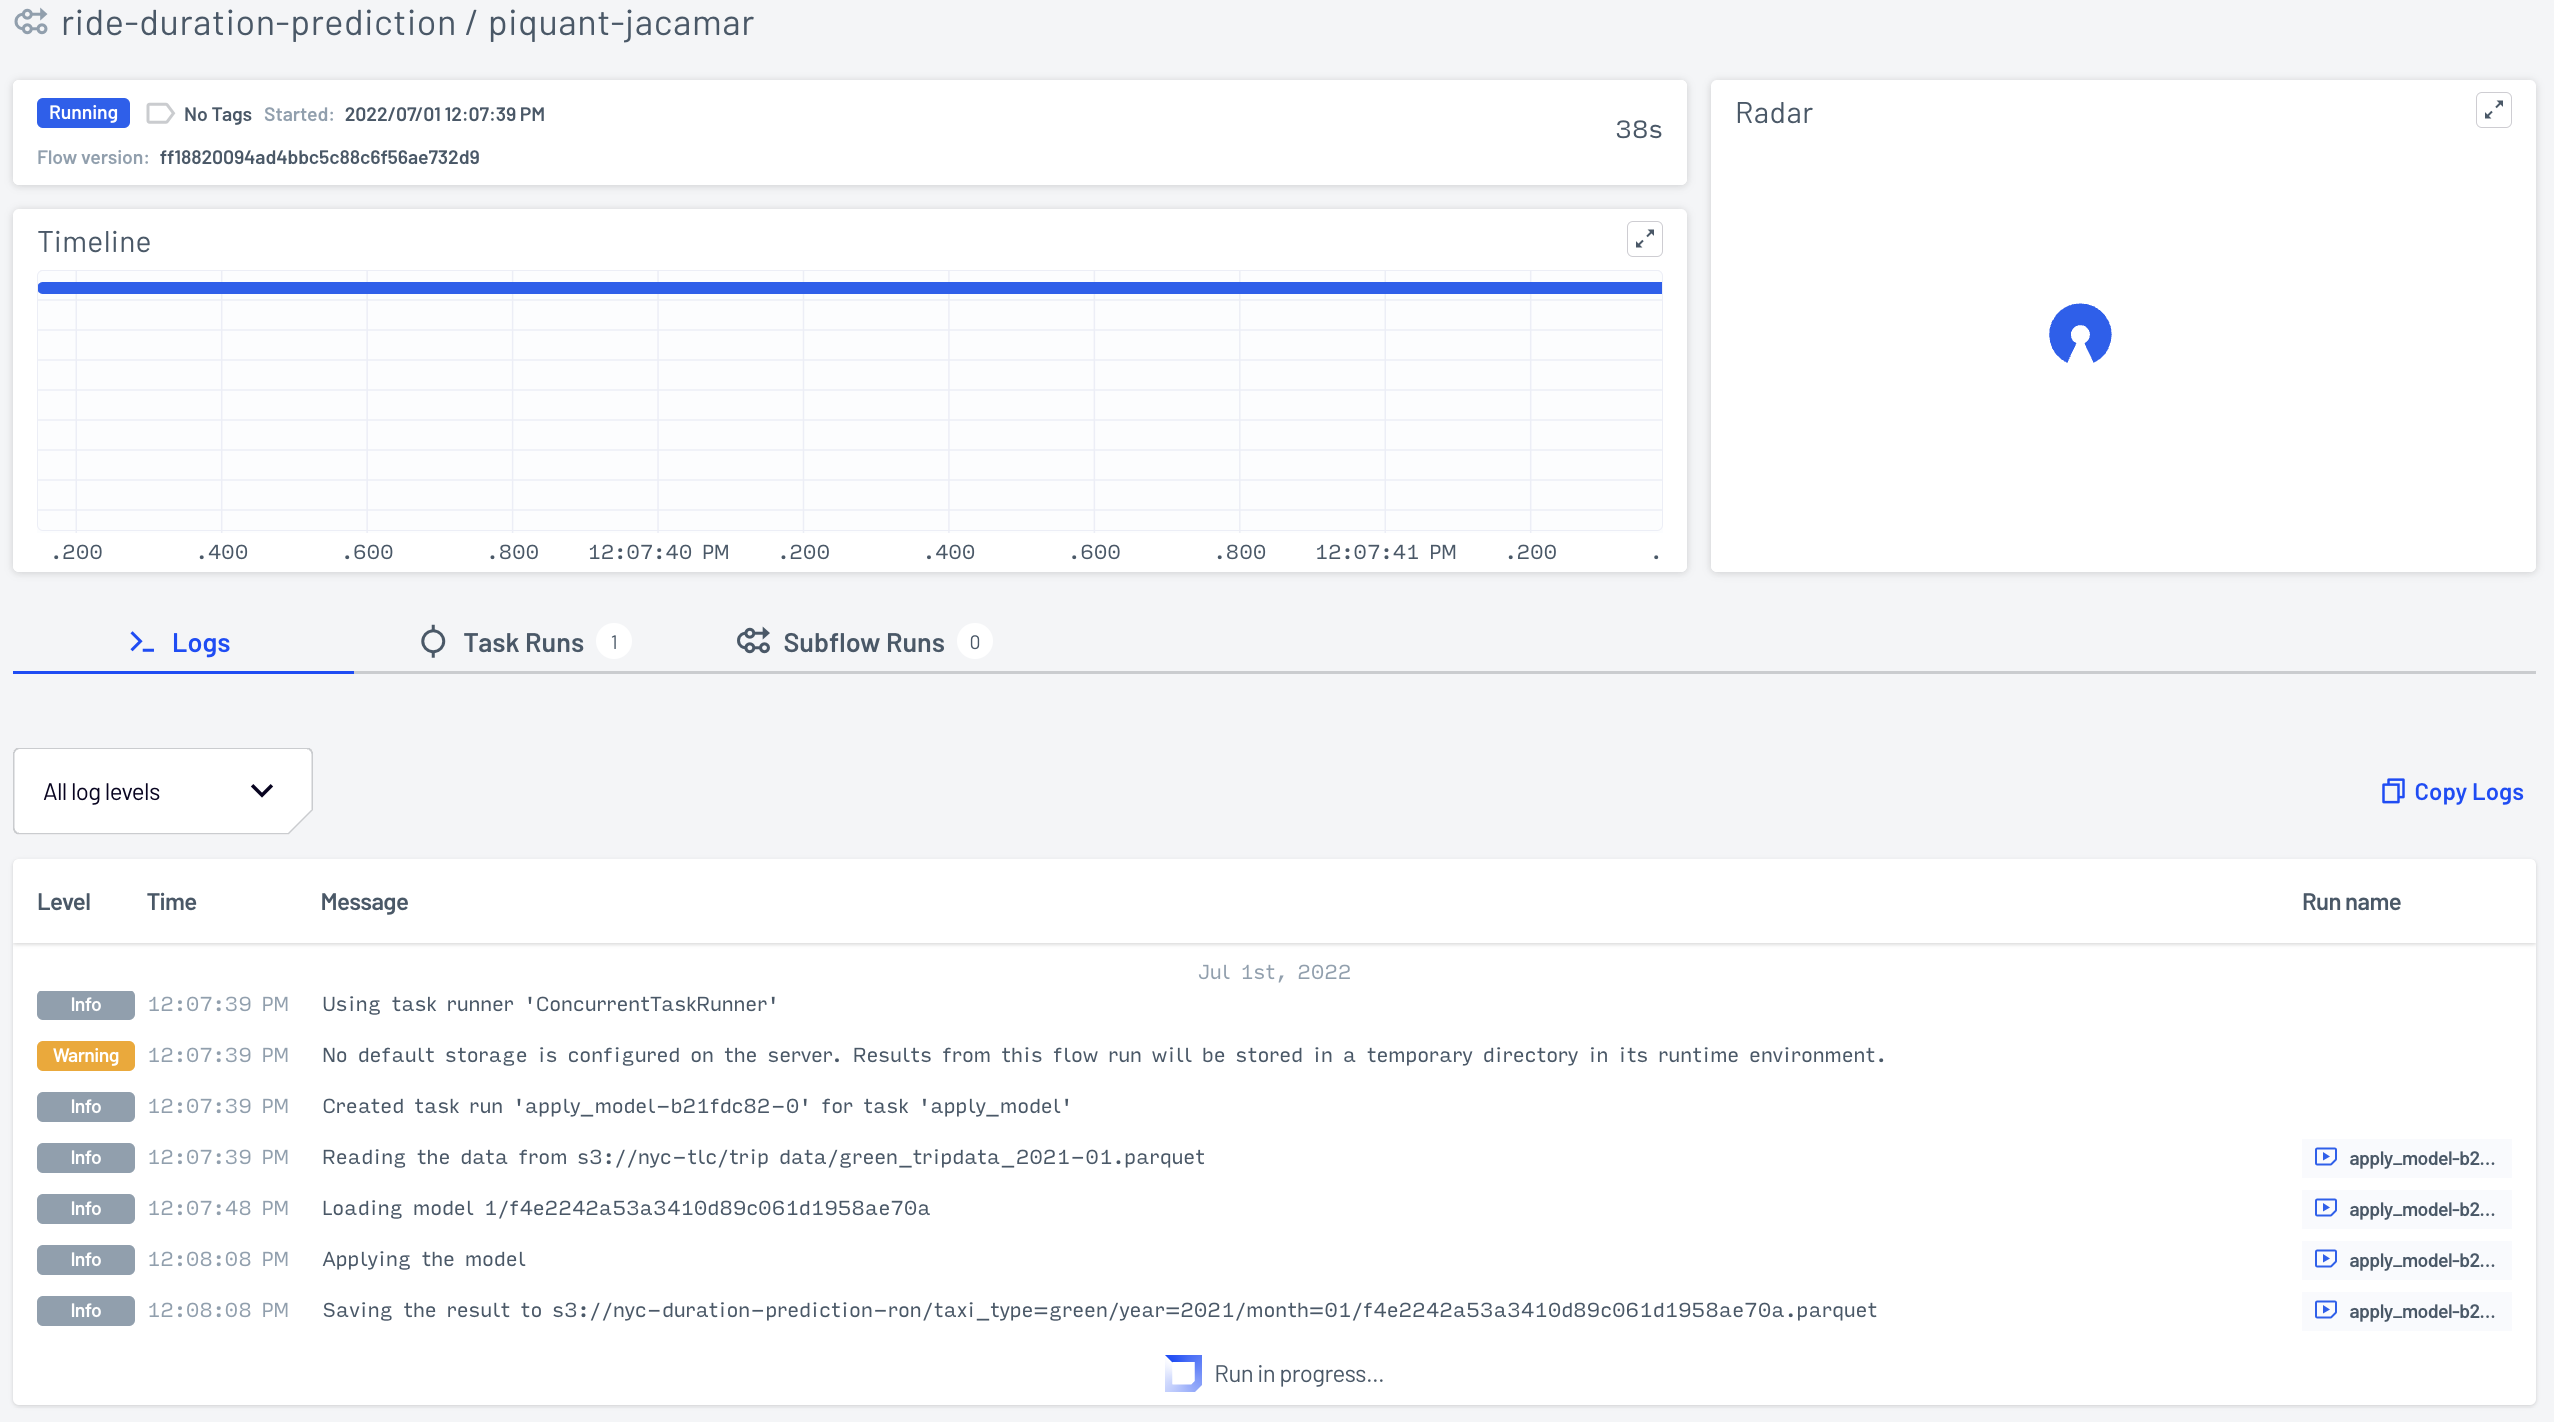 ride-duration-prediction / piquant-jacamar
Running No Tags Started: 2022/07/01 12:07:39 PM
38s
Flow version: ff18820094ad4bbc5c88c6f56ae732d9
Radar
Timeline
.200 .400 .600 .800 12:07:40 PM .200 .400 .600 .800 12:07:41 PM .200 .
Logs Task Runs 1 Subflow Runs 0
All log levels
Copy Logs
Level Time Message Run name
Jul 1st, 2022
Info 12:07:39 PM Using task runner 'ConcurrentTaskRunner'
Warning 12:07:39 PM No default storage is configured on the server. Results from this flow run will be stored in a temporary directory in its runtime environment.
Info 12:07:39 PM Created task run 'apply_model-b21fdc82-0' for task 'apply_model'
Info 12:07:39 PM Reading the data from s3://nyc-tlc/trip data/green_tripdata_2021-01.parquet apply_model-b2...
Info 12:07:48 PM Loading model 1/f4e2242a53a3410d89c061d1958ae70a apply_model-b2...
Info 12:08:08 PM Applying the model apply_model-b2...
Info 12:08:08 PM Saving the result to s3://nyc-duration-prediction-ron/taxi_type=green/year=2021/month=01/f4e2242a53a3410d89c061d1958ae70a.parquet apply_model-b2...
Run in progress...